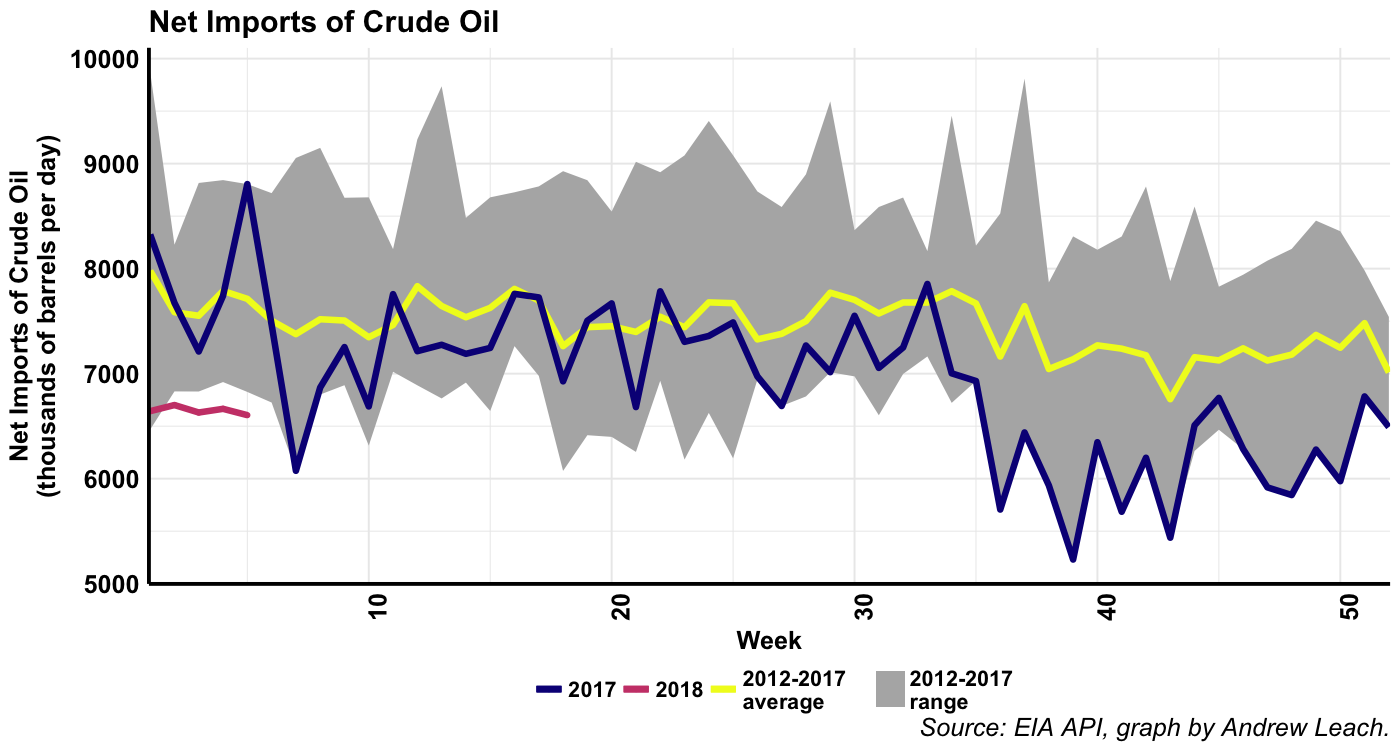 Net Imports of Crude Oil
Net Imports of Crude Oil
(thousands of barrels per day)
10000
9000
8000
7000
6000
5000
10
20
30
40
50
Week
2017
2018
2012-2017
average
2012-2017
range
Source: EIA API, graph by Andrew Leach.